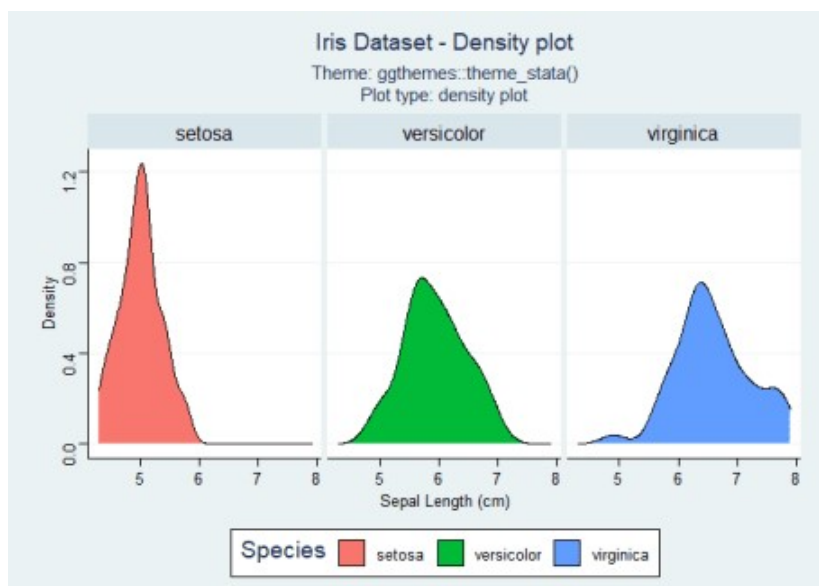 Iris Dataset - Density plot
Theme: ggthemes::theme_stata()
Plot type: density plot
setosa versicolor virginica
Density
1.2
0.8
0.4
0.0
5 6 7 8 5 6 7 8 5 6 7 8
Sepal Length (cm)
Species setosa versicolor virginica